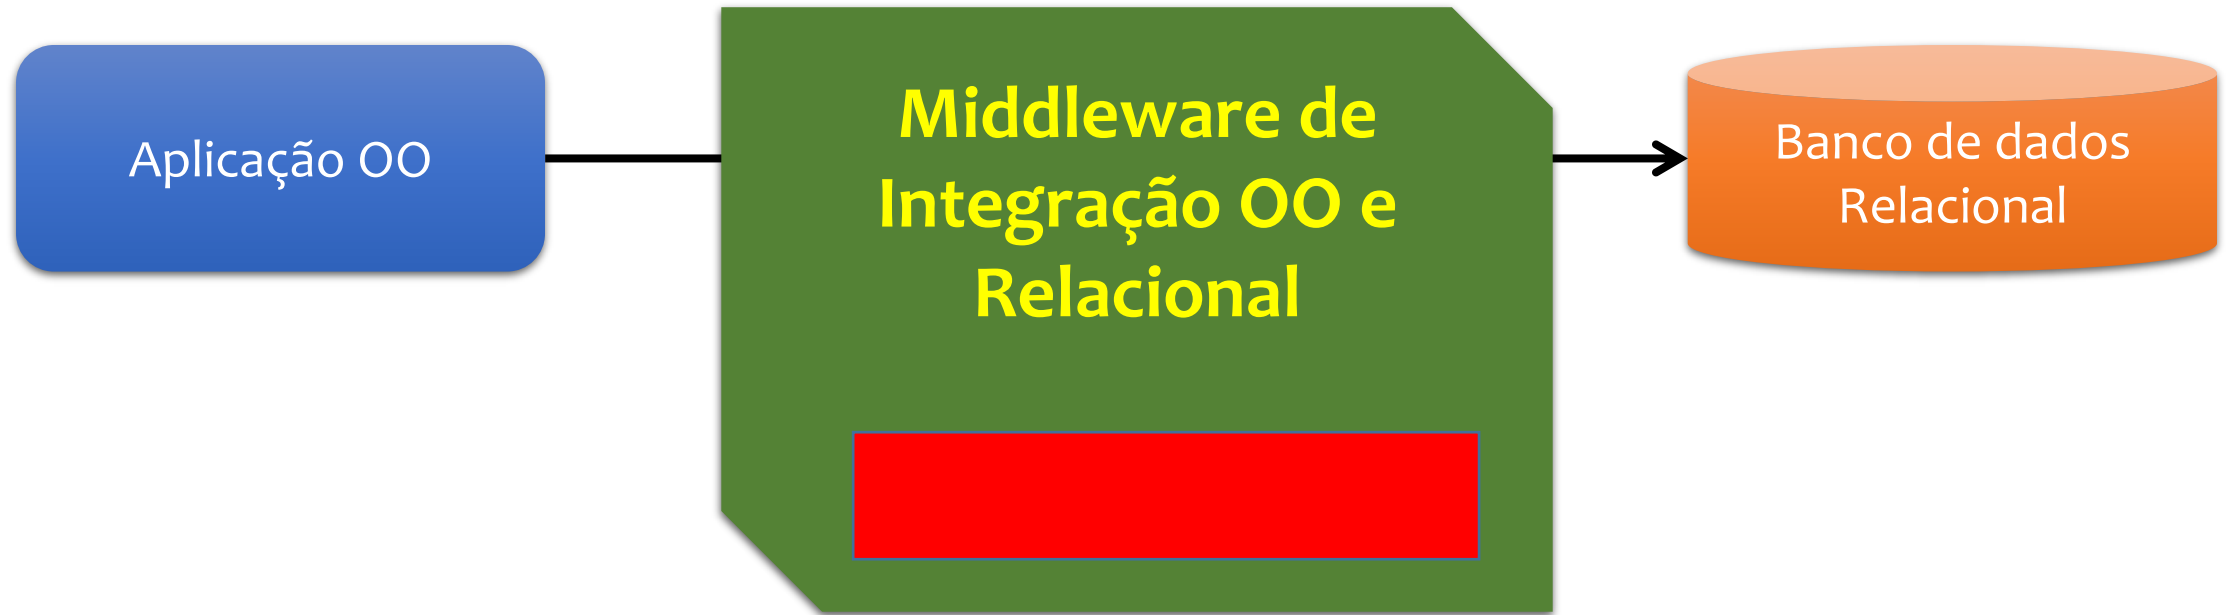 Aplicação OO
Middleware de
Integração OO e
Relacional
Banco de dados
Relacional